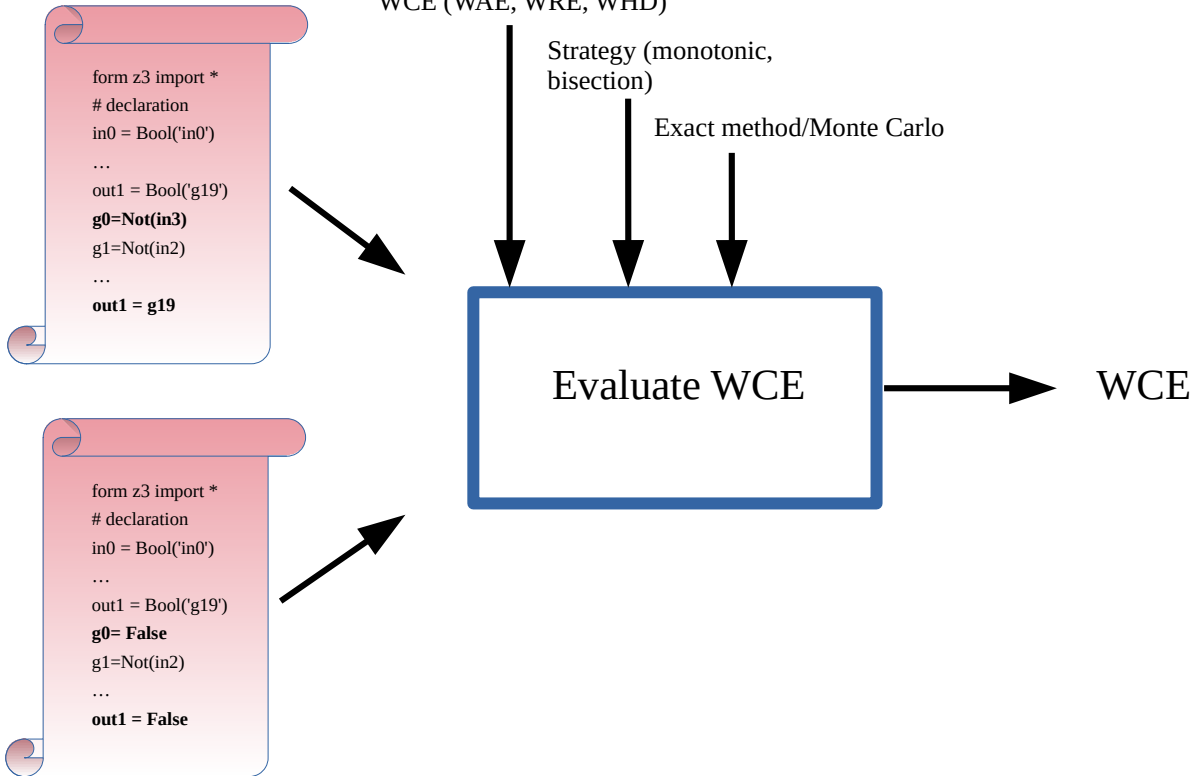 WCE (WAE, WRE, WHD)
Strategy (monotonic,
bisection)
Exact method/Monte Carlo
form z3 import *
# declaration
in0 = Bool('in0')
…
out1 = Bool('g19')
g0=Not(in3)
g1=Not(in2)
…
out1 = g19
Evaluate WCE
WCE
form z3 import *
# declaration
in0 = Bool('in0')
…
out1 = Bool('g19')
g0= False
g1=Not(in2)
…
out1 = False